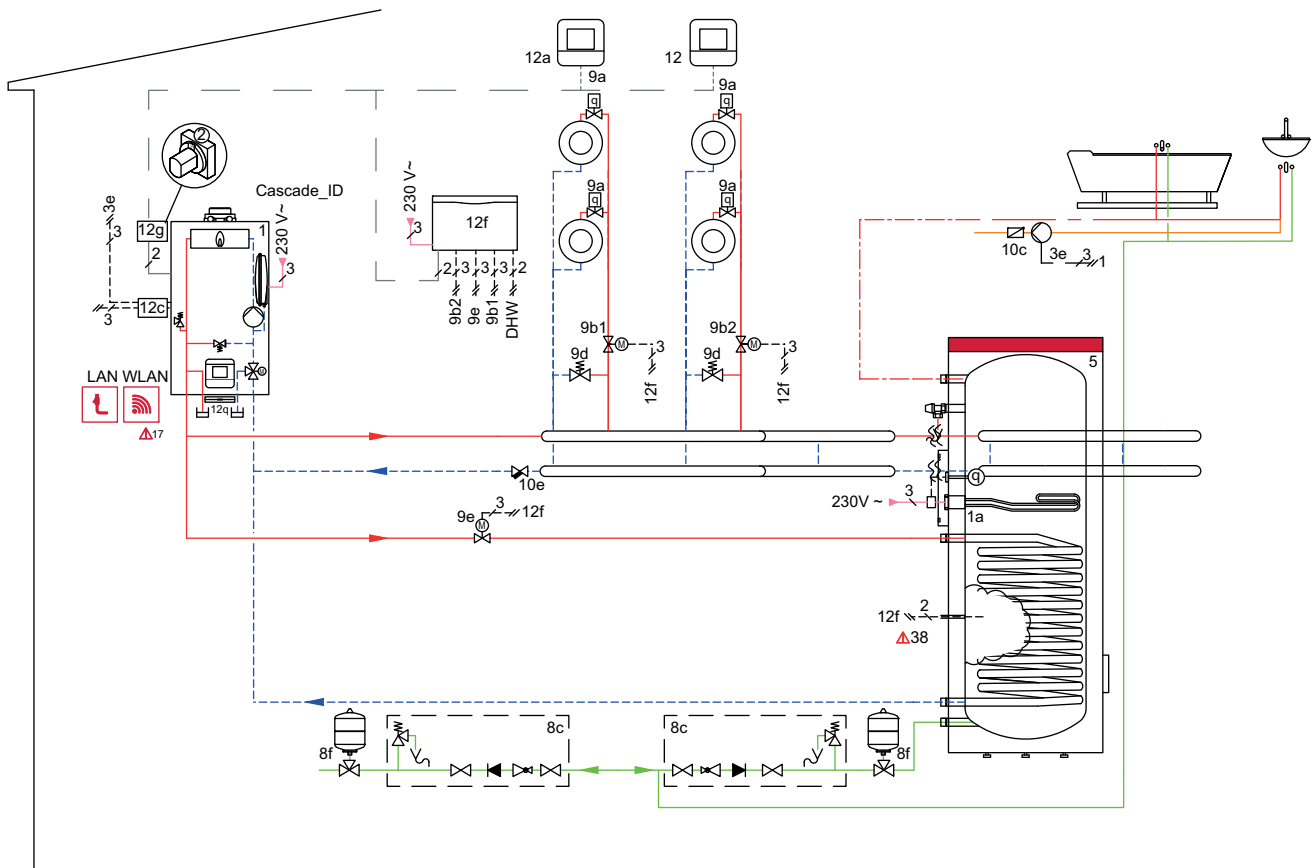 12a
12
9a
9a
q
q
2
Cascade_ID
3e
3
230 V~
3
12g
1
2
12c
3
LAN WLAN
17
12q
M
230 V~
3
12f
2
3
3
3
2
9b2
9e
9b1
DHW
9a
9a
q
q
9b1
M
3
12f
9d
9b2
M
3
12f
9d
10c
3e
3
1
5
10e
q
230V ~
3
1a
9e
M
3
12f
12f
2
38
8f
8c
8c
8f